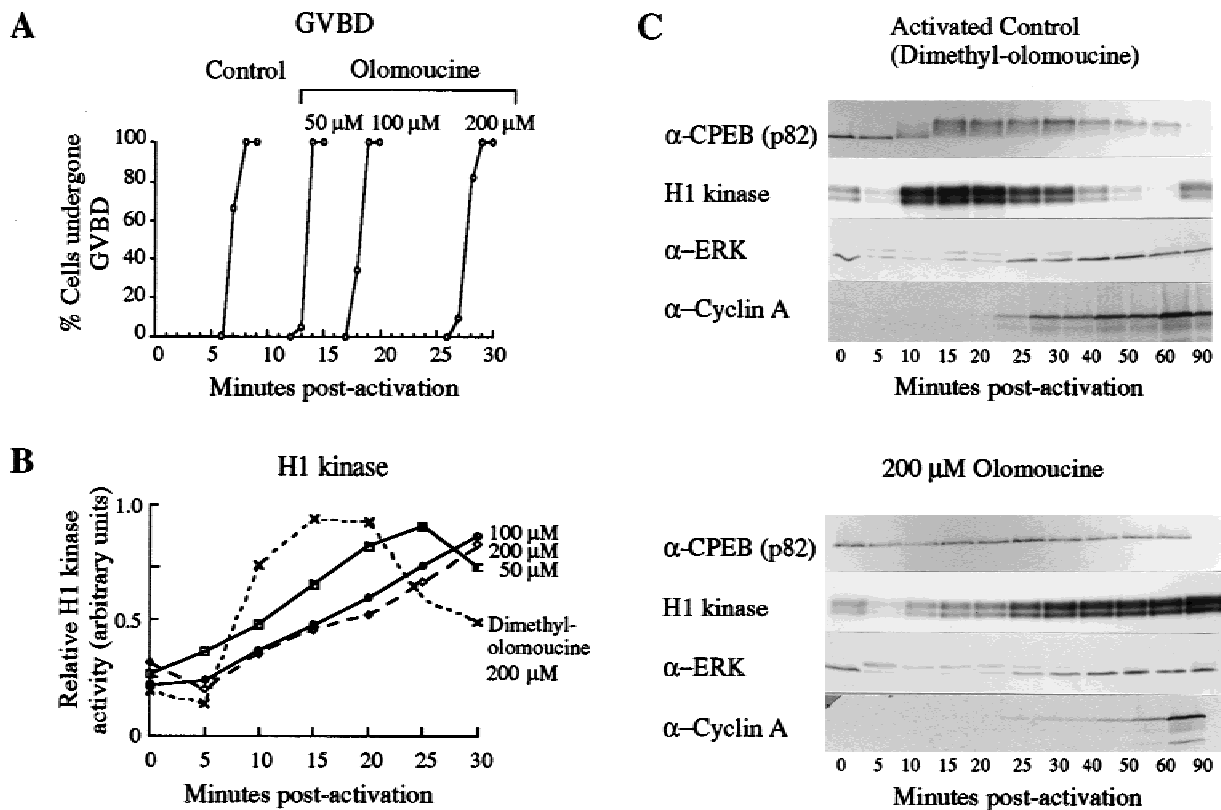 A
GVBD
Control
Olomoucine
50 μM 100 μM 200 μM
% Cells undergone
GVBD
100
80
60
40
20
0
0 5 10 15 20 25 30
Minutes post-activation
B
H1 kinase
Relative H1 kinase
activity (arbitrary units)
1.0
0.5
0
100 μM
200 μM
50 μM
Dimethyl-
olomoucine
200 μM
0 5 10 15 20 25 30
Minutes post-activation
C
Activated Control
(Dimethyl-olomoucine)
α-CPEB (p82)
H1 kinase
α–ERK
α–Cyclin A
0 5 10 15 20 25 30 40 50 60 90
Minutes post-activation
200 μM Olomoucine
α-CPEB (p82)
H1 kinase
α–ERK
α–Cyclin A
0 5 10 15 20 25 30 40 50 60 90
Minutes post-activation